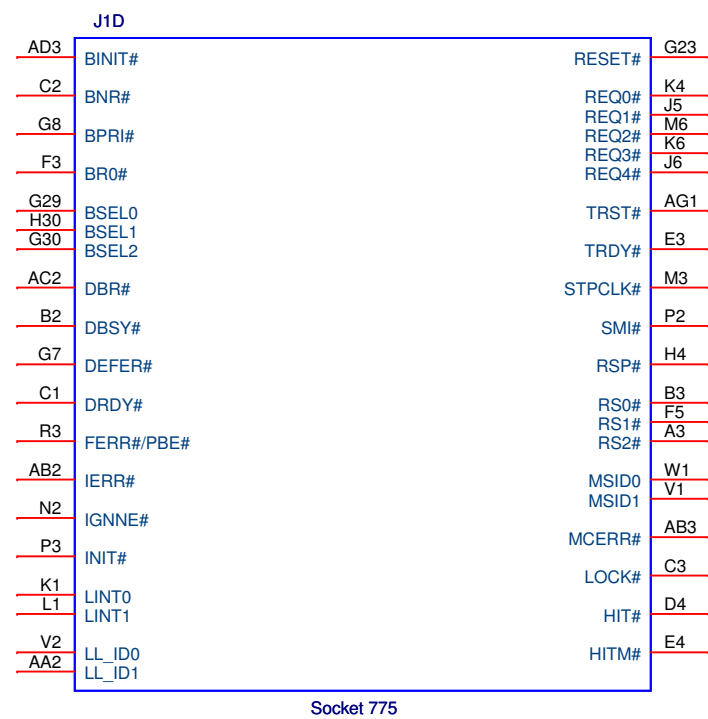 J1D
AD3 BINIT# RESET# G23
C2 BNR# REQ0# K4
REQ1# J5
G8 BPRI# REQ2# M6
REQ3# K6
F3 BR0# REQ4# J6
G29 BSEL0 TRST# AG1
H30 BSEL1
G30 BSEL2 TRDY# E3
AC2 DBR# STPCLK# M3
B2 DBSY# SMI# P2
G7 DEFER# RSP# H4
C1 DRDY# RS0# B3
RS1# F5
R3 FERR#/PBE# RS2# A3
AB2 IERR# MSID0 W1
MSID1 V1
N2 IGNNE#
MCERR# AB3
P3 INIT#
LOCK# C3
K1 LINT0
L1 LINT1 HIT# D4
V2 LL_ID0 HITM# E4
AA2 LL_ID1
Socket 775